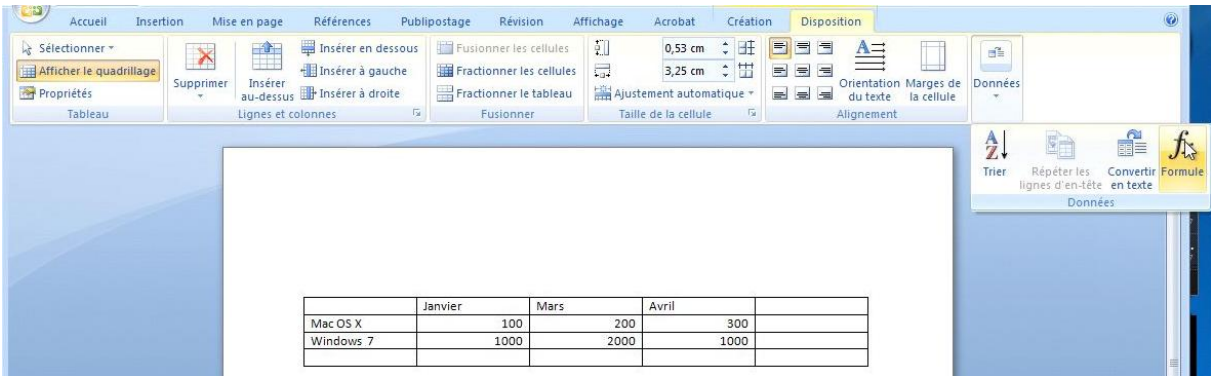 Accueil Insertion Mise en page Références Publipostage Révision Affichage Acrobat Création Disposition
Sélectionner
Afficher le quadrillage
Propriétés
Tableau
Supprimer
Insérer
au-dessus
Insérer en dessous
Insérer à gauche
Insérer à droite
Lignes et colonnes
Fusionner les cellules
Fractionner les cellules
Fractionner le tableau
Fusionner
0,53 cm
3,25 cm
Ajustement automatique
Taille de la cellule
Orientation
du texte
Marges de
la cellule
Alignement
Données
Trier
Répéter les
lignes d'en-tête
Convertir
en texte
Formule
Données
Janvier Mars Avril
Mac OS X 100 200 300
Windows 7 1000 2000 1000